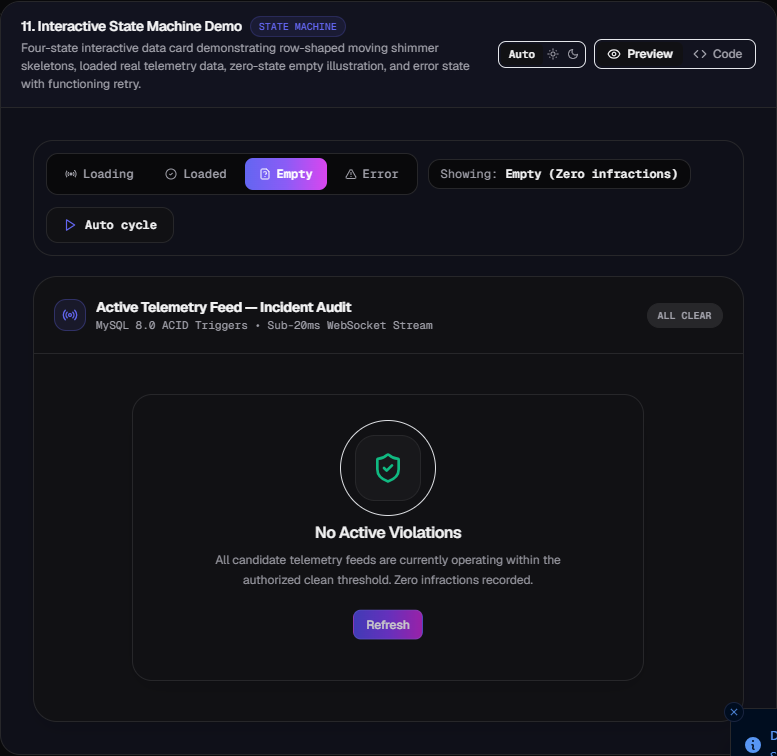 11. Interactive State Machine Demo STATE MACHINE
Four-state interactive data card demonstrating row-shaped moving shimmer
skeletons, loaded real telemetry data, zero-state empty illustration, and error state
with functioning retry.
Auto
Preview
Code
Loading
Loaded
Empty
Error
Showing: Empty (Zero infractions)
Auto cycle
Active Telemetry Feed — Incident Audit
MySQL 8.0 ACID Triggers • Sub-20ms WebSocket Stream
ALL CLEAR
No Active Violations
All candidate telemetry feeds are currently operating within the
authorized clean threshold. Zero infractions recorded.
Refresh